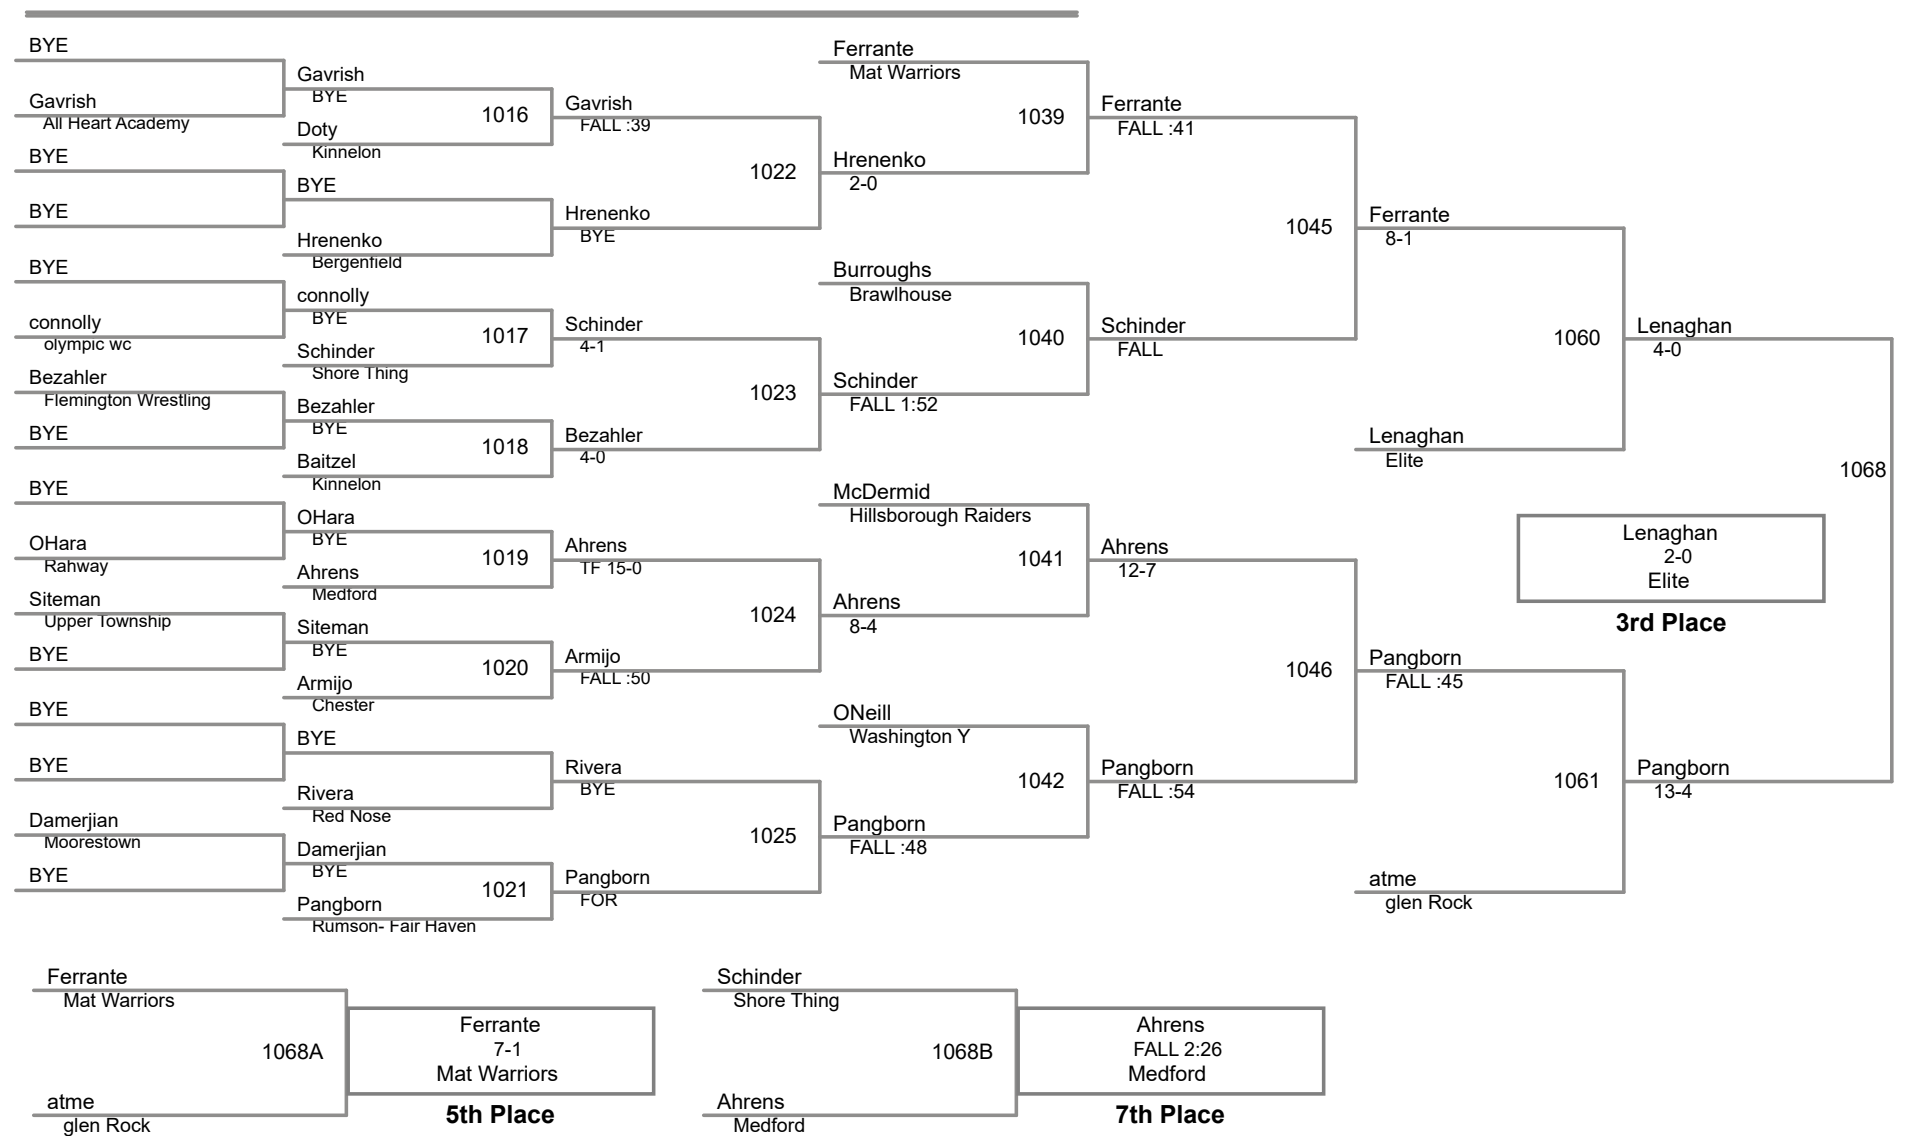 BYE
Gavrish
All Heart Academy
BYE
BYE
BYE
connolly
olympic wc
Bezahler
Flemington Wrestling
BYE
BYE
OHara
Rahway
Siteman
Upper Township
BYE
BYE
BYE
Damerjian
Moorestown
BYE
Gavrish
BYE
1016
Doty
Kinnelon
BYE
Hrenenko
Bergenfield
connolly
BYE
1017
Schinder
Shore Thing
Bezahler
BYE
1018
Baitzel
Kinnelon
OHara
BYE
1019
Ahrens
Medford
Siteman
BYE
1020
Armijo
Chester
BYE
Rivera
Red Nose
Damerjian
BYE
1021
Pangborn
Rumson- Fair Haven
Gavrish
FALL :39
1022
Hrenenko
BYE
Schinder
4-1
1023
Bezahler
4-0
Ahrens
TF 15-0
1024
Armijo
FALL :50
Rivera
BYE
1025
Pangborn
FOR
Ferrante
Mat Warriors
1039
Hrenenko
2-0
Burroughs
Brawlhouse
1040
Schinder
FALL 1:52
McDermid
Hillsborough Raiders
1041
Ahrens
8-4
ONeill
Washington Y
1042
Pangborn
FALL :48
Ferrante
FALL :41
1045
Schinder
FALL
Ahrens
12-7
1046
Pangborn
FALL :54
Ferrante
8-1
1060
Lenaghan
Elite
Pangborn
FALL :45
1061
atme
glen Rock
Lenaghan
4-0
1068
Pangborn
13-4
Lenaghan
2-0
Elite
3rd Place
Ferrante
Mat Warriors
1068A
atme
glen Rock
Ferrante
7-1
Mat Warriors
5th Place
Schinder
Shore Thing
1068B
Ahrens
Medford
Ahrens
FALL 2:26
Medford
7th Place